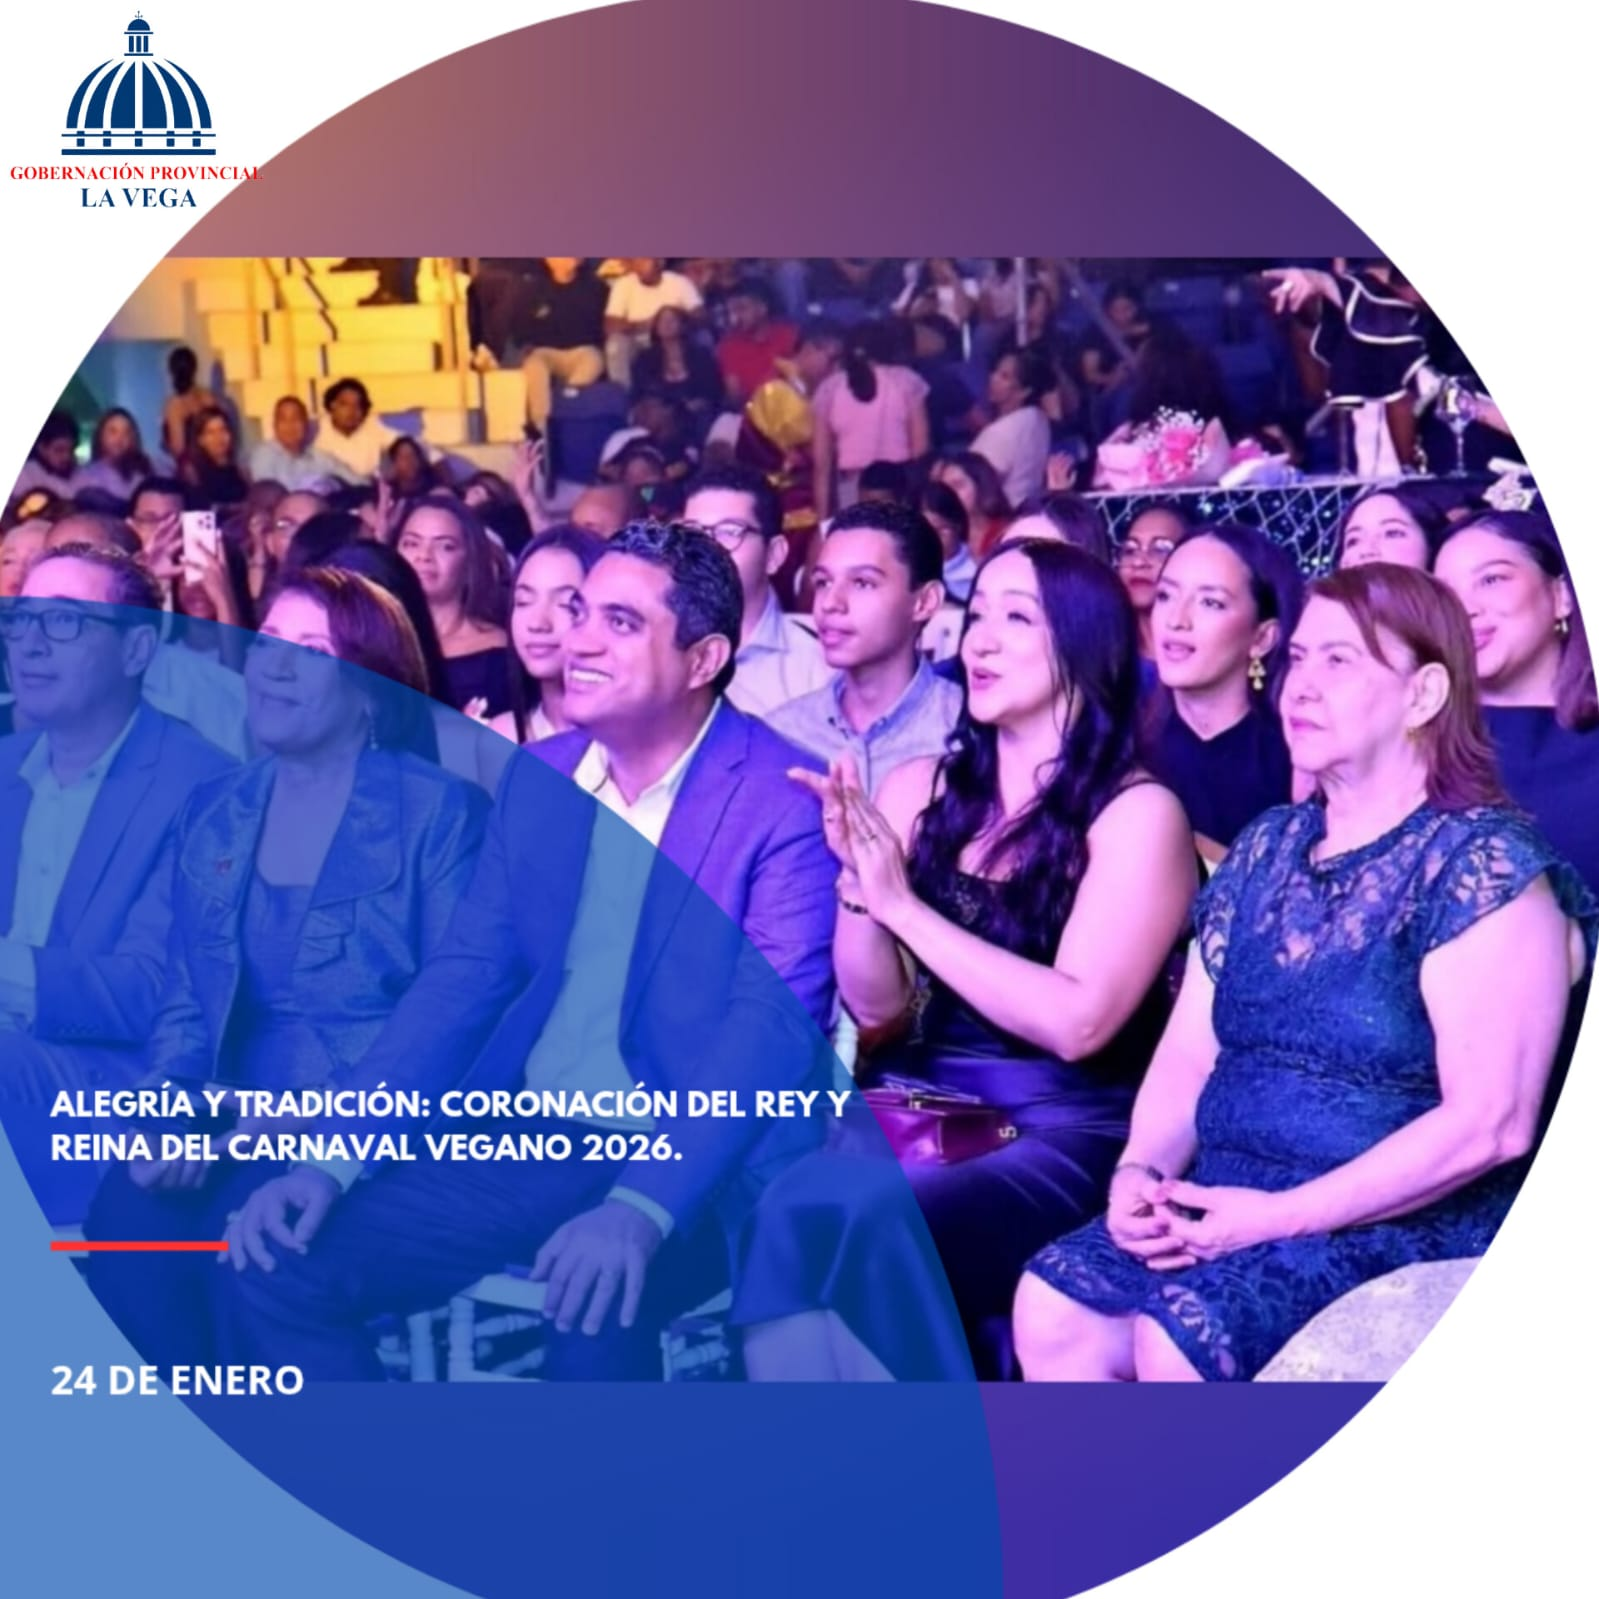 GOBERNACIÓN PROVINCIAL
LA VEGA
ALEGRÍA Y TRADICIÓN: CORONACIÓN DEL REY Y
REINA DEL CARNAVAL VEGANO 2026.
24 DE ENERO